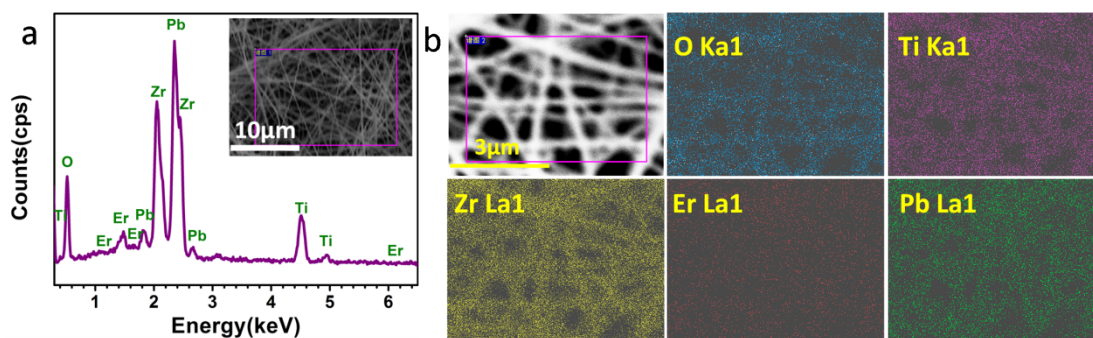 a
Counts(cps)
O
T
Er
Er
Er
Pb
Zr
Pb
Zr
Pb
Ti
Ti
Er
10μm
1
2
3
4
5
6
Energy(keV)
b
3μm
O Ka1
Ti Ka1
Zr La1
Er La1
Pb La1